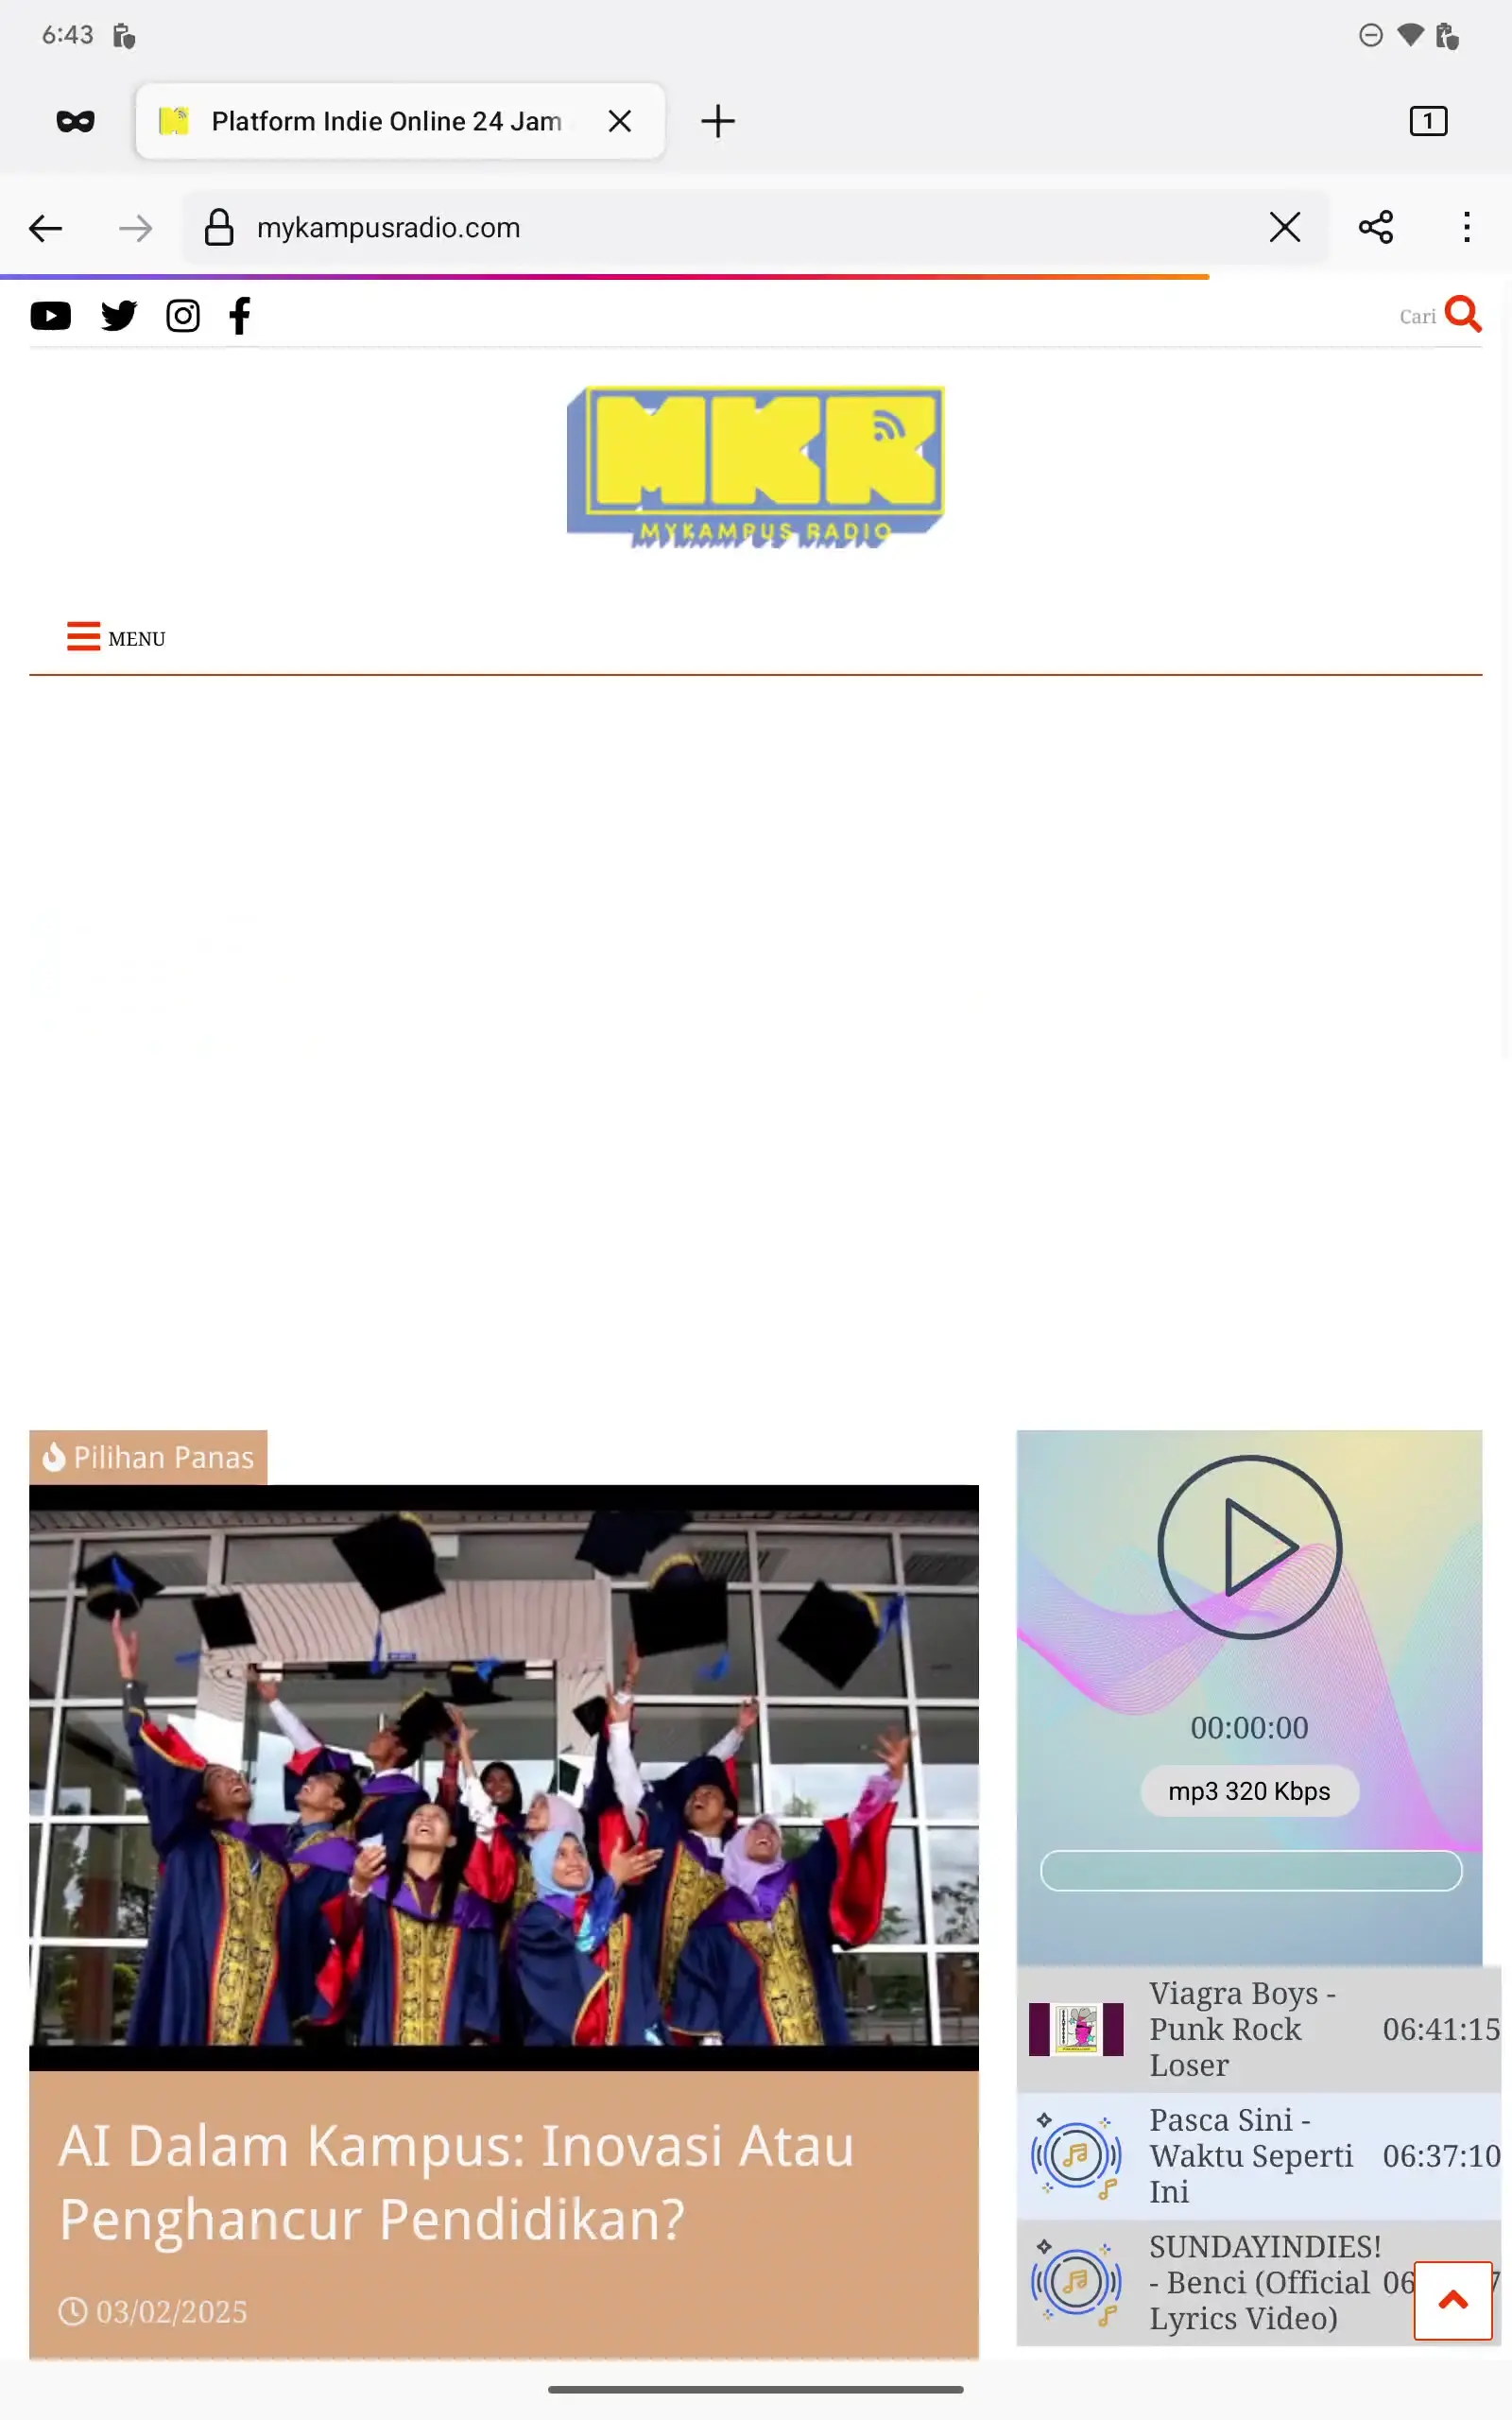 6:43
Platform Indie Online 24 Jam
1
mykampusradio.com
Cari
MKR
MYKAMPUS RADIO
MENU
Pilihan Panas
AI Dalam Kampus: Inovasi Atau
Penghancur Pendidikan?
03/02/2025
00:00:00
mp3 320 Kbps
Viagra Boys -
Punk Rock
Loser
06:41:15
Pasca Sini -
Waktu Seperti
Ini
06:37:10
SUNDAYINDIES!
- Benci (Official
Lyrics Video)